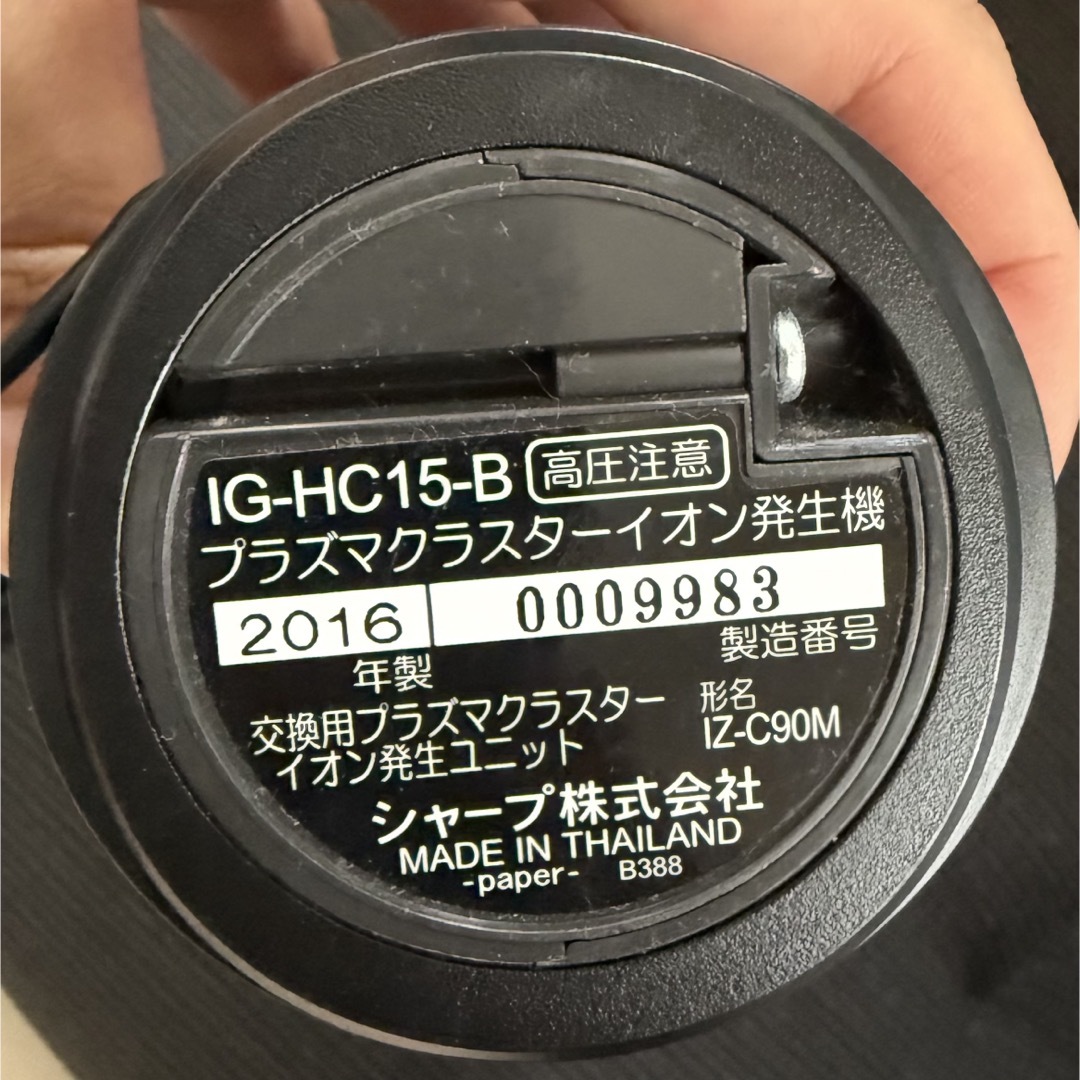 IG-HC15-B 高圧注意
プラズマクラスターイオン発生機
2016 0009983
年製 製造番号
交換用プラズマクラスター
イオン発生ユニット
形名
IZ-C90M
シャープ株式会社
MADE IN THAILAND
-paper- B388